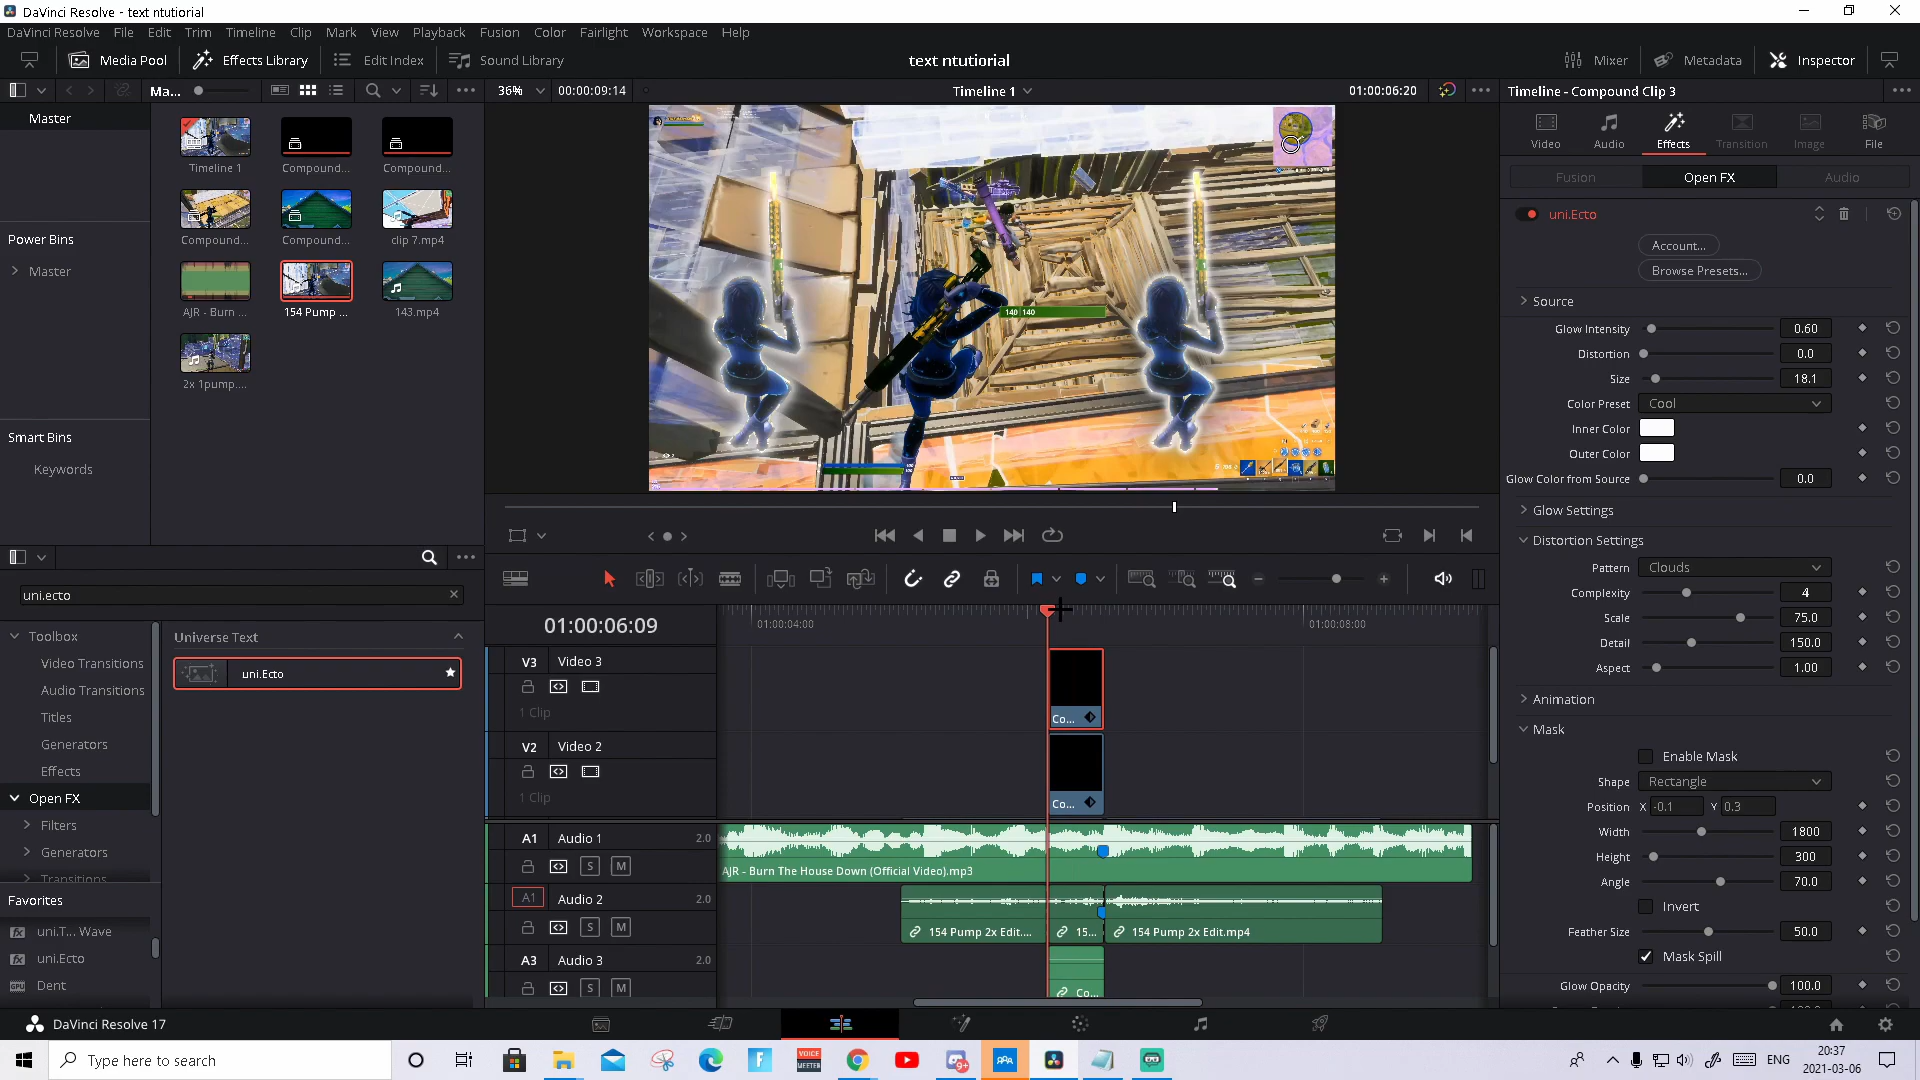 DaVinci Resolve - text ntutiorial
DaVinci Resolve File Edit Trim Timeline Clip Mark View Playback Fusion Color Fairlight Workspace Help
Media Pool Effects Library Edit Index Sound Library
text ntutiorial
Mixer Metadata Inspector
Ma...
36% 00:00:09:14
Timeline 1
01:00:06:20
Timeline - Compound Clip 3
Master
Timeline 1
Compound...
Compound...
Power Bins
Master
Compound...
Compound...
clip 7.mp4
AJR - Burn ...
154 Pump ...
143.mp4
2x 1pump....
Smart Bins
Keywords
140 140
Video Audio Effects Transition Image File
Fusion Open FX Audio
uni.Ecto
Account...
Browse Presets...
Source
Glow Intensity 0.60
Distortion 0.0
Size 18.1
Color Preset Cool
Inner Color
Outer Color
Glow Color from Source 0.0
Glow Settings
Distortion Settings
Pattern Clouds
Complexity 4
Scale 75.0
Detail 150.0
Aspect 1.00
Animation
Mask
Enable Mask
Shape Rectangle
Position X -0.1 Y 0.3
Width 1800
Height 300
Angle 70.0
Invert
Feather Size 50.0
Mask Spill
Glow Opacity 100.0
uni.ecto
Toolbox
Video Transitions
Audio Transitions
Titles
Generators
Effects
Open FX
Filters
Generators
Transitions
Favorites
uni.T... Wave
uni.Ecto
Dent
Universe Text
uni.Ecto
01:00:06:09
01:00:04:00
01:00:08:00
V3 Video 3
1 Clip
Co...
V2 Video 2
1 Clip
Co...
A1 Audio 1 2.0
S M
AJR - Burn The House Down (Official Video).mp3
A1 Audio 2 2.0
S M
154 Pump 2x Edit....
15...
154 Pump 2x Edit.mp4
A3 Audio 3 2.0
S M
Co...
DaVinci Resolve 17
Type here to search
VOICE
MEETER
9+
ENG
20:37
2021-03-06